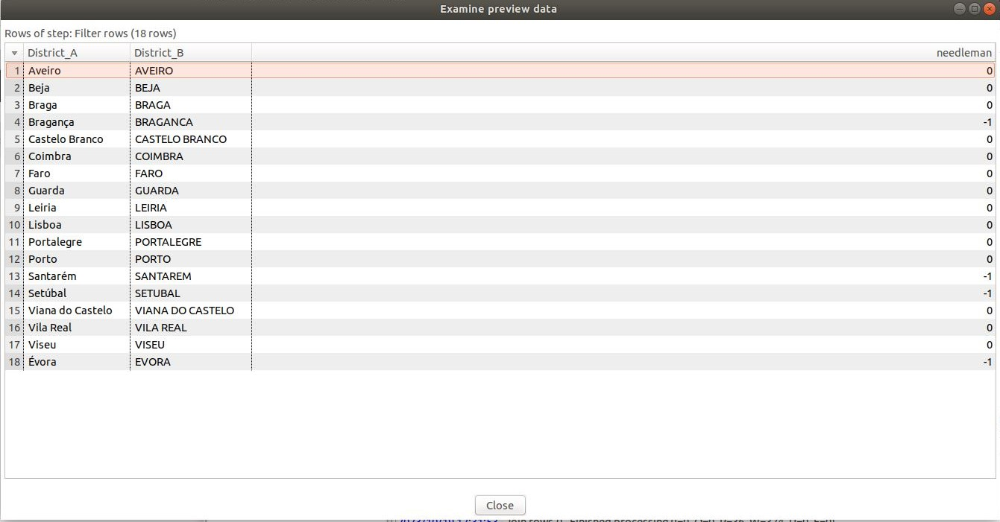 Examine preview data
Rows of step: Filter rows (18 rows)
District_A District_B needleman
1 Aveiro AVEIRO 0
2 Beja BEJA 0
3 Braga BRAGA 0
4 Bragança BRAGANCA -1
5 Castelo Branco CASTELO BRANCO 0
6 Coimbra COIMBRA 0
7 Faro FARO 0
8 Guarda GUARDA 0
9 Leiria LEIRIA 0
10 Lisboa LISBOA 0
11 Portalegre PORTALEGRE 0
12 Porto PORTO 0
13 Santarém SANTAREM -1
14 Setúbal SETUBAL -1
15 Viana do Castelo VIANA DO CASTELO 0
16 Vila Real VILA REAL 0
17 Viseu VISEU 0
18 Évora EVORA -1
Close